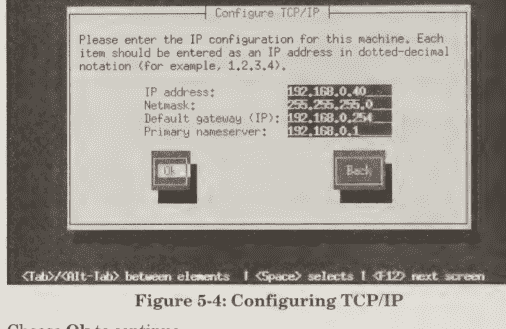 Configure TCP/IP
Please enter the IP configuration for this machine. Each
item should be entered as an IP address in dotted-decimal
notation (for example, 1.2.3.4).
IP address: 192.168.0.40
Netmask: 255.255.255.0
Default gateway (IP): 192.168.0.254
Primary nameserver: 192.168.0.1
Ok Back
<Tab>/<Alt-Tab> between elements | <Space> selects | <F12> next screen
Figure 5-4: Configuring TCP/IP
Choose Ok to continue